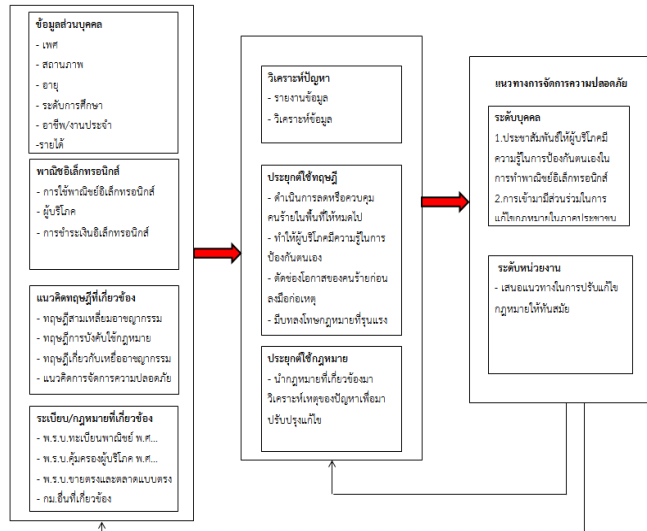 ข้อมูลส่วนบุคคล
- เพศ
- สถานภาพ
- อายุ
- ระดับการศึกษา
- อาชีพ/งานประจำ
-รายได้
พาณิชอิเล็กทรอนิกส์
- การใช้พาณิชย์อิเล็กทรอนิกส์
- ผู้บริโภค
- การชำระเงินอิเล็กทรอนิกส์
แนวคิดทฤษฎีที่เกี่ยวข้อง
- ทฤษฎีสามเหลี่ยมอาชญากรรม
- ทฤษฎีการบังคับใช้กฎหมาย
- ทฤษฎีเกี่ยวกับเหยื่ออาชญากรรม
- แนวคิดการจัดการความปลอดภัย
ระเบียบ/กฎหมายที่เกี่ยวข้อง
- พ.ร.บ.ทะเบียนพาณิชย์ พ.ศ...
- พ.ร.บ.คุ้มครองผู้บริโภค พ.ศ...
- พ.ร.บ.ขายตรงและตลาดแบบตรง
- กม.อื่นที่เกี่ยวข้อง
วิเคราะห์ปัญหา
- รายงานข้อมูล
- วิเคราะห์ข้อมูล
ประยุกต์ใช้ทฤษฎี
- ดำเนินการลดหรือควบคุม
คนร้ายในพื้นที่ให้หมดไป
- ทำให้ผู้บริโภคมีความรู้ในการ
ป้องกันตนเอง
- ตัดช่องโอกาสของคนร้ายก่อน
ลงมือก่อเหตุ
- มีบทลงโทษกฎหมายที่รุนแรง
ประยุกต์ใช้กฎหมาย
- นำกฎหมายที่เกี่ยวข้องมา
วิเคราะห์เหตุของปัญหาเพื่อมา
ปรับปรุงแก้ไข
แนวทางการจัดการความปลอดภัย
ระดับบุคคล
1.ประชาสัมพันธ์ให้ผู้บริโภคมี
ความรู้ในการป้องกันตนเองใน
การทำพาณิชย์อิเล็กทรอนิกส์
2.การเข้ามามีส่วนร่วมในการ
แก้ไขกฎหมายในภาคประชาชน
ระดับหน่วยงาน
- เสนอแนวทางในการปรับแก้ไข
กฎหมายให้ทันสมัย